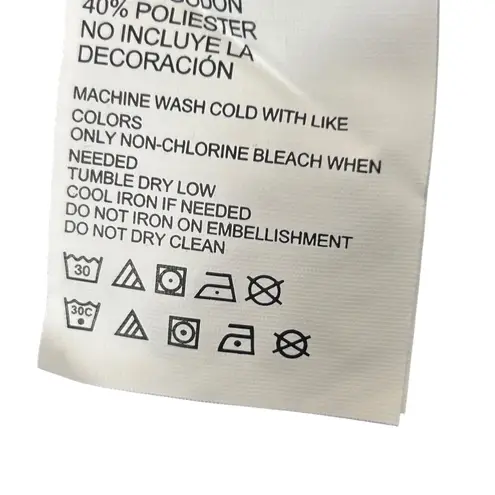 40% POLIESTER
NO INCLUYE LA
DECORACIÓN
MACHINE WASH COLD WITH LIKE
COLORS
ONLY NON-CHLORINE BLEACH WHEN
NEEDED
TUMBLE DRY LOW
COOL IRON IF NEEDED
DO NOT IRON ON EMBELLISHMENT
DO NOT DRY CLEAN
30
30C